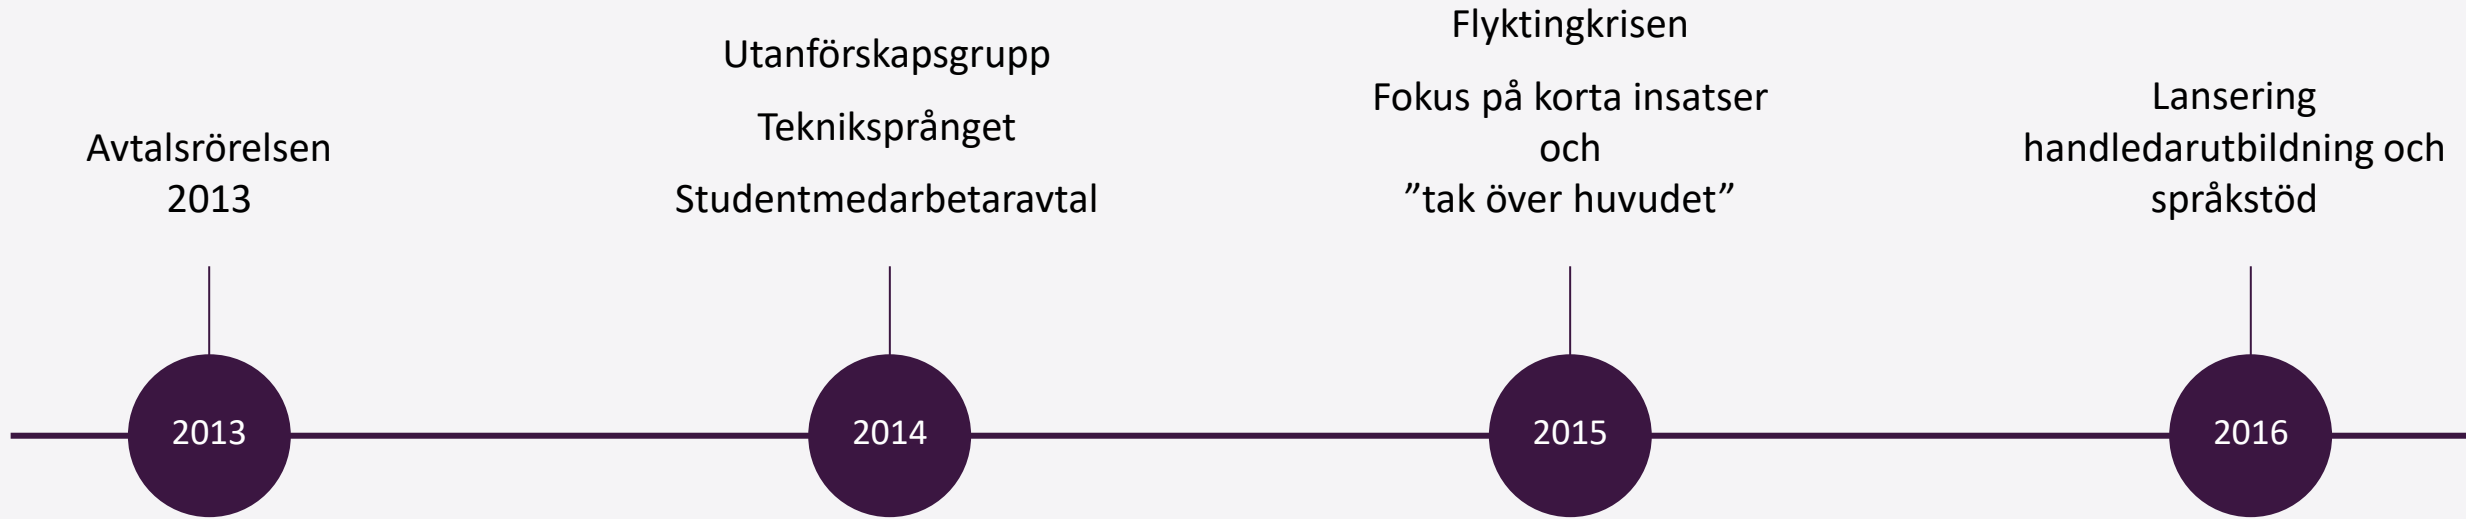 Avtalsrörelsen
2013
Utanförskapsgrupp
Tekniksprånget
Studentmedarbetaravtal
Flyktingkrisen
Fokus på korta insatser
och
”tak över huvudet”
Lansering
handledarutbildning och
språkstöd
2013
2014
2015
2016